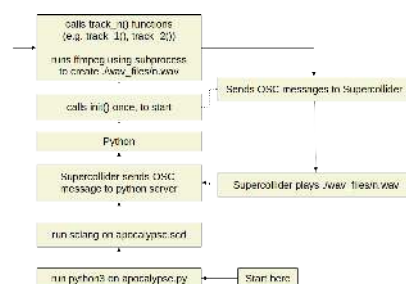 calls track_n() functions
(e.g. track_1(), track_2())
runs ffmpeg using subprocess
to create ./wav_files/n.wav
Sends OSC messages to Supercollider
calls init() once, to start
Python
Supercollider sends OSC
message to python server
Supercollider plays ./wav_files/n.wav
run sclang on apocalypse.scd
run python3 on apocalypse.py
Start here